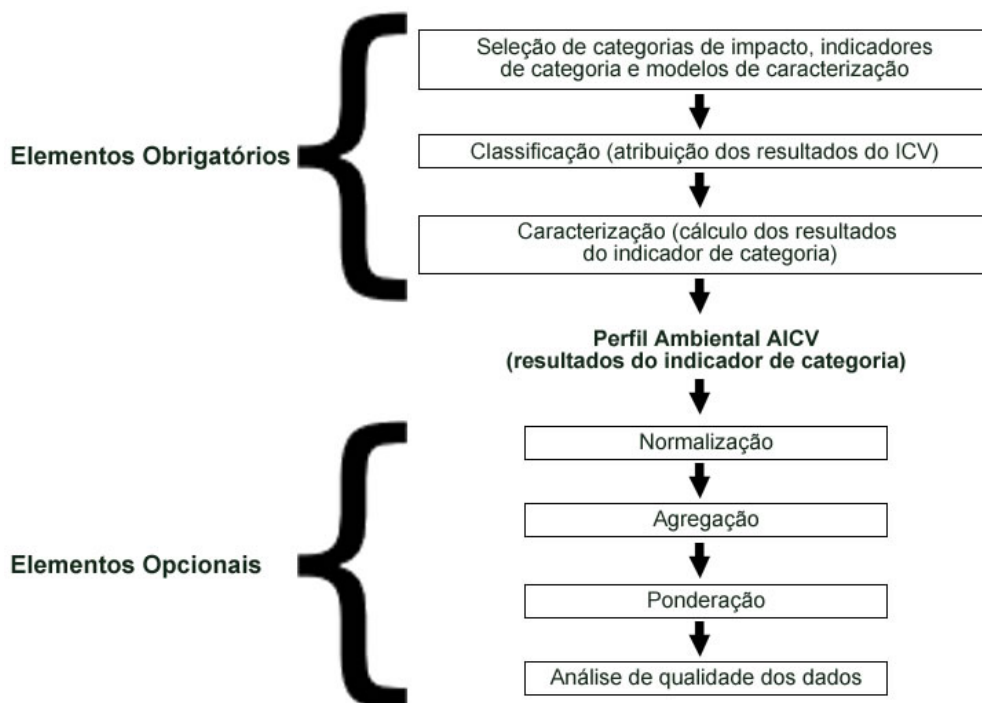 Seleção de categorias de impacto, indicadores
de categoria e modelos de caracterização
Elementos Obrigatórios
Classificação (atribuição dos resultados do ICV)
Caracterização (cálculo dos resultados
do indicador de categoria)
Perfil Ambiental AICV
(resultados do indicador de categoria)
Normalização
Agregação
Elementos Opcionais
Ponderação
Análise de qualidade dos dados